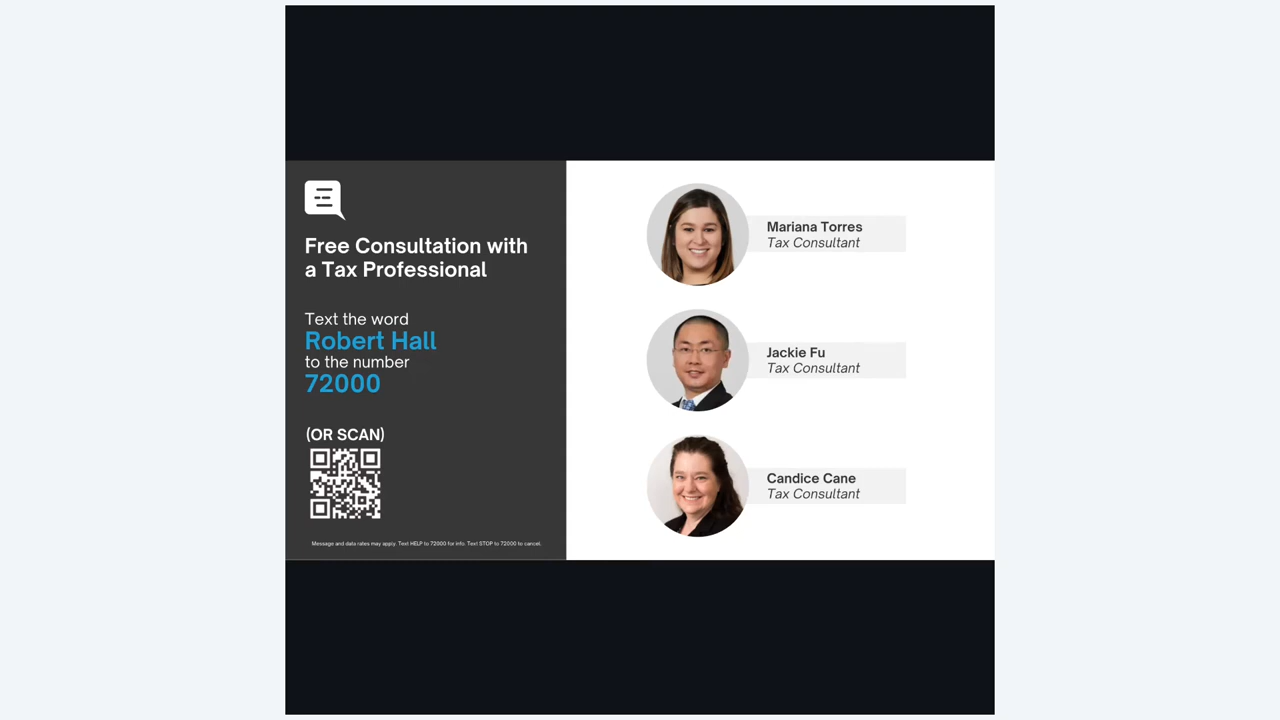 Free Consultation with
a Tax Professional
Text the word
Robert Hall
to the number
72000
(OR SCAN)
Message and data rates may apply. Text HELP to 72000 for info. Text STOP to 72000 to cancel.
Mariana Torres
Tax Consultant
Jackie Fu
Tax Consultant
Candice Cane
Tax Consultant